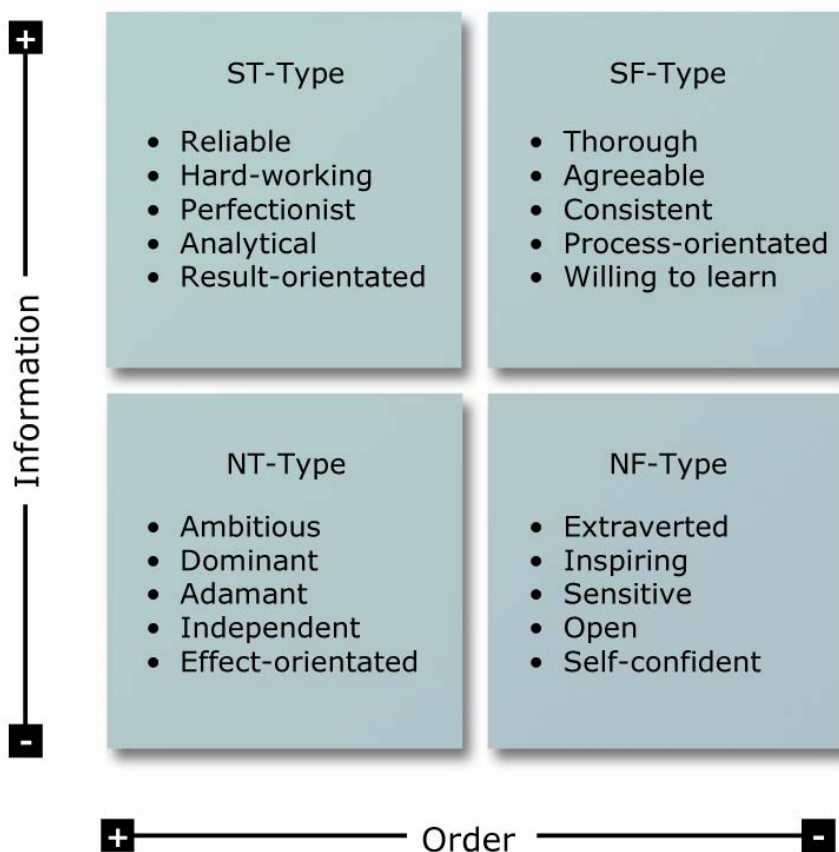 +
ST-Type
• Reliable
• Hard-working
• Perfectionist
• Analytical
• Result-orientated
SF-Type
• Thorough
• Agreeable
• Consistent
• Process-orientated
• Willing to learn
Information
NT-Type
• Ambitious
• Dominant
• Adamant
• Independent
• Effect-orientated
NF-Type
• Extraverted
• Inspiring
• Sensitive
• Open
• Self-confident
-
+ Order -